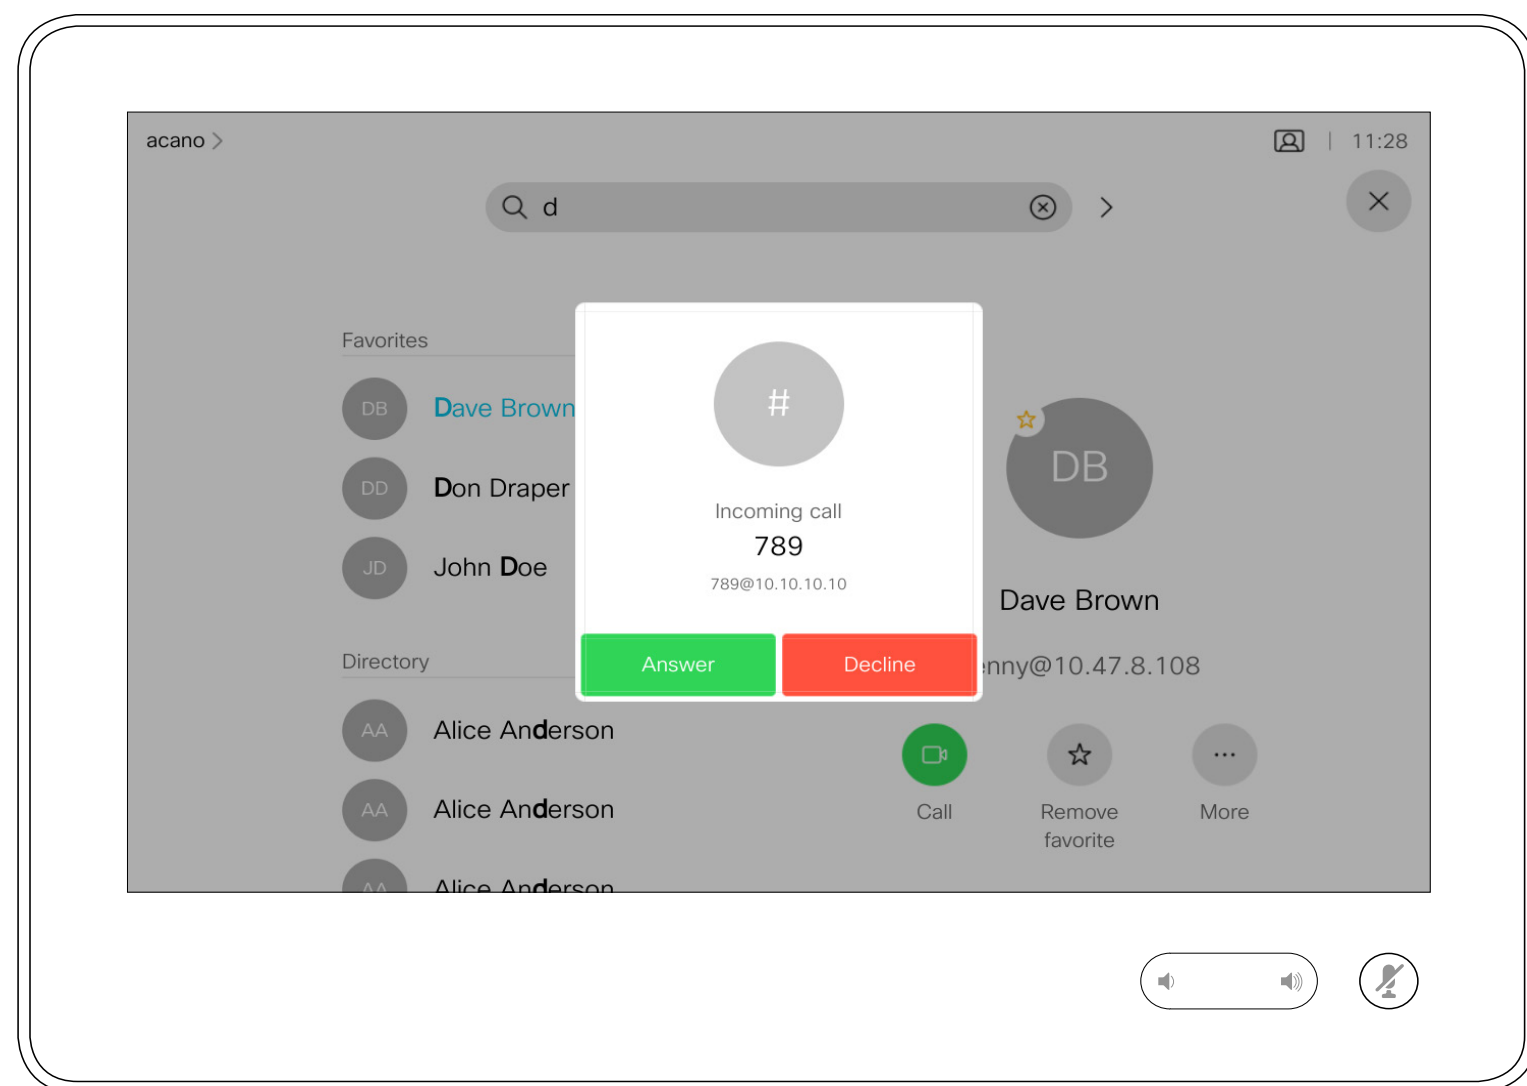 acano
11:28
d
Favorites
DB
Dave Brown
DD
Don Draper
JD
John Doe
Directory
AA
Alice Anderson
AA
Alice Anderson
AA
Alice Anderson
#
Incoming call
789
789@10.10.10.10
Answer
Decline
DB
Dave Brown
nny@10.47.8.108
Call
Remove
favorite
More